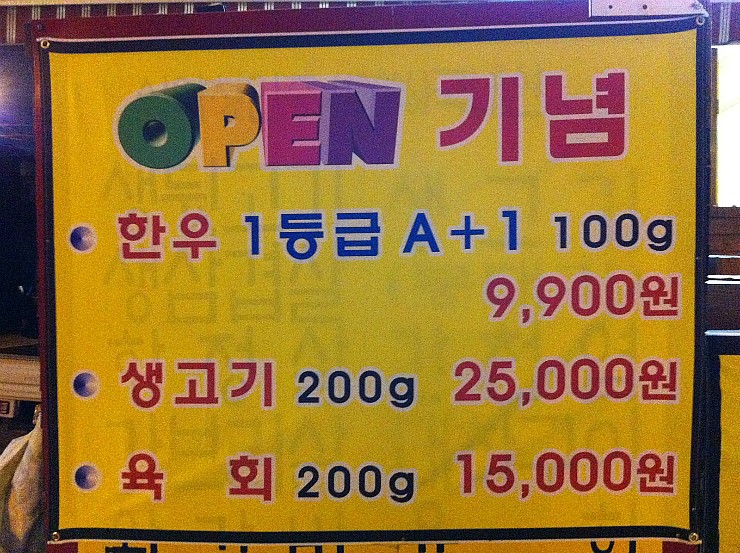 OPEN 기념
한우 1등급 A+1 100g
9,900원
생고기 200g 25,000원
육 회 200g 15,000원